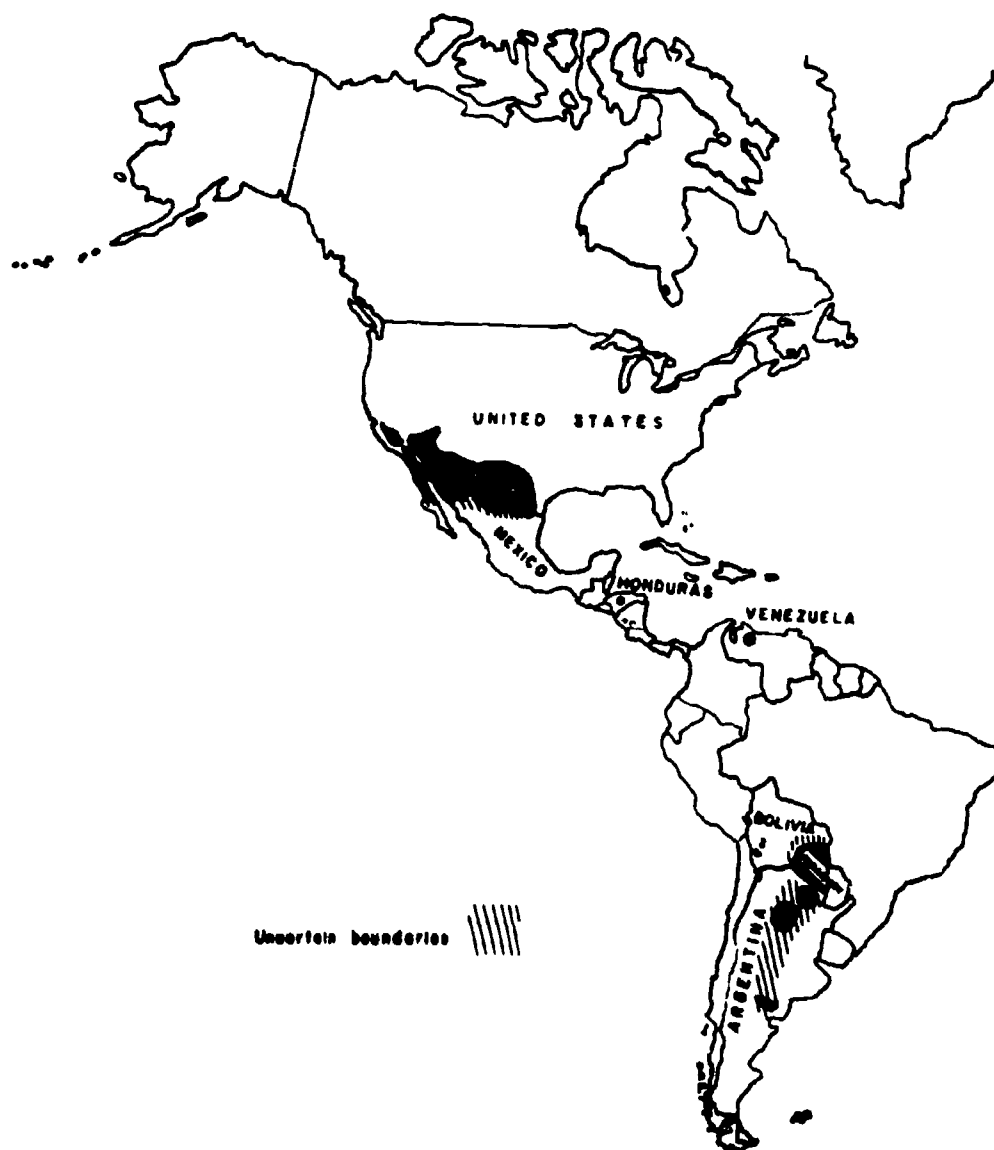 UNITED STATES
MEXICO
HONDURAS
VENEZUELA
BOLIVIA
Uncertain boundaries
ARGENTINA